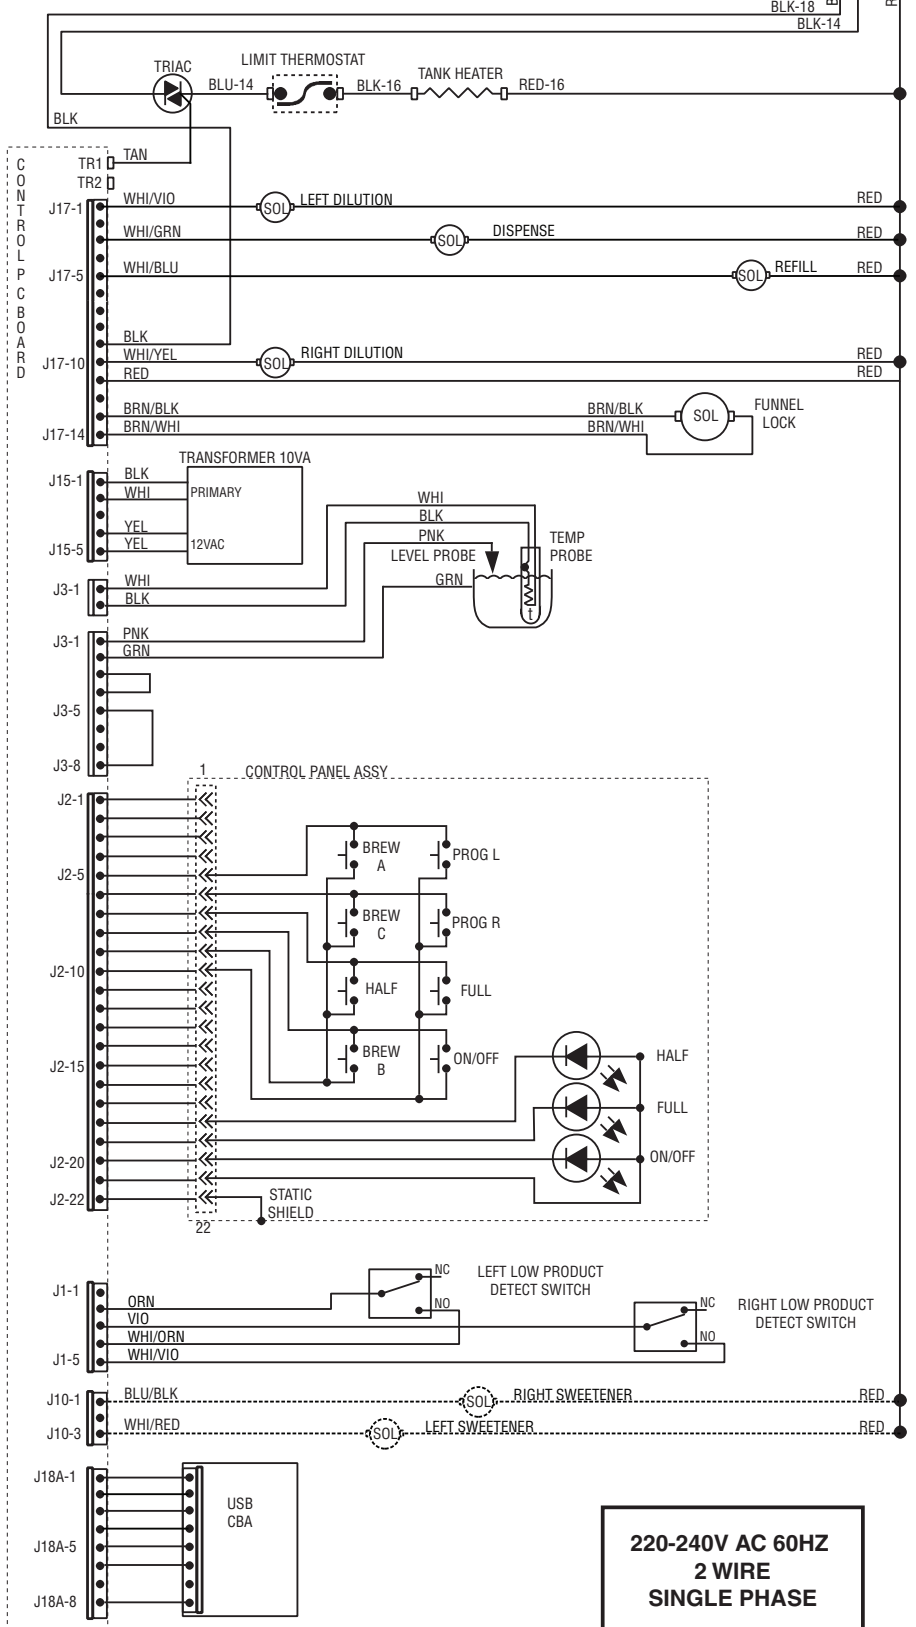 BLK-18
BLK-14
TRIAC
LIMIT THERMOSTAT
BLU-14
BLK-16
TANK HEATER
RED-16
BLK
CONTROL PC BOARD
TR1
TAN
TR2
J17-1
WHI/VIO
SOL
LEFT DILUTION
RED
WHI/GRN
SOL
DISPENSE
RED
J17-5
WHI/BLU
SOL
REFILL
RED
BLK
J17-10
WHI/YEL
SOL
RIGHT DILUTION
RED
RED
RED
BRN/BLK
BRN/BLK
SOL
FUNNEL
LOCK
J17-14
BRN/WHI
BRN/WHI
TRANSFORMER 10VA
J15-1
BLK
WHI
PRIMARY
YEL
J15-5
YEL
12VAC
WHI
BLK
PNK
LEVEL PROBE
TEMP
PROBE
GRN
t
J3-1
WHI
BLK
J3-1
PNK
GRN
J3-5
J3-8
1
CONTROL PANEL ASSY
J2-1
J2-5
BREW
A
PROG L
BREW
C
PROG R
J2-10
HALF
FULL
BREW
B
ON/OFF
J2-15
HALF
FULL
J2-20
ON/OFF
J2-22
STATIC
SHIELD
22
J1-1
ORN
VIO
WHI/ORN
J1-5
WHI/VIO
NC
NO
LEFT LOW PRODUCT
DETECT SWITCH
NC
NO
RIGHT LOW PRODUCT
DETECT SWITCH
J10-1
BLU/BLK
SOL
RIGHT SWEETENER
RED
J10-3
WHI/RED
SOL
LEFT SWEETENER
RED
J18A-1
J18A-5
J18A-8
USB
CBA
220-240V AC 60HZ
2 WIRE
SINGLE PHASE